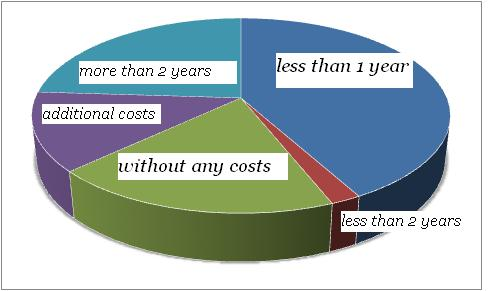 more than 2 years
less than 1 year
additional costs
without any costs
less than 2 years